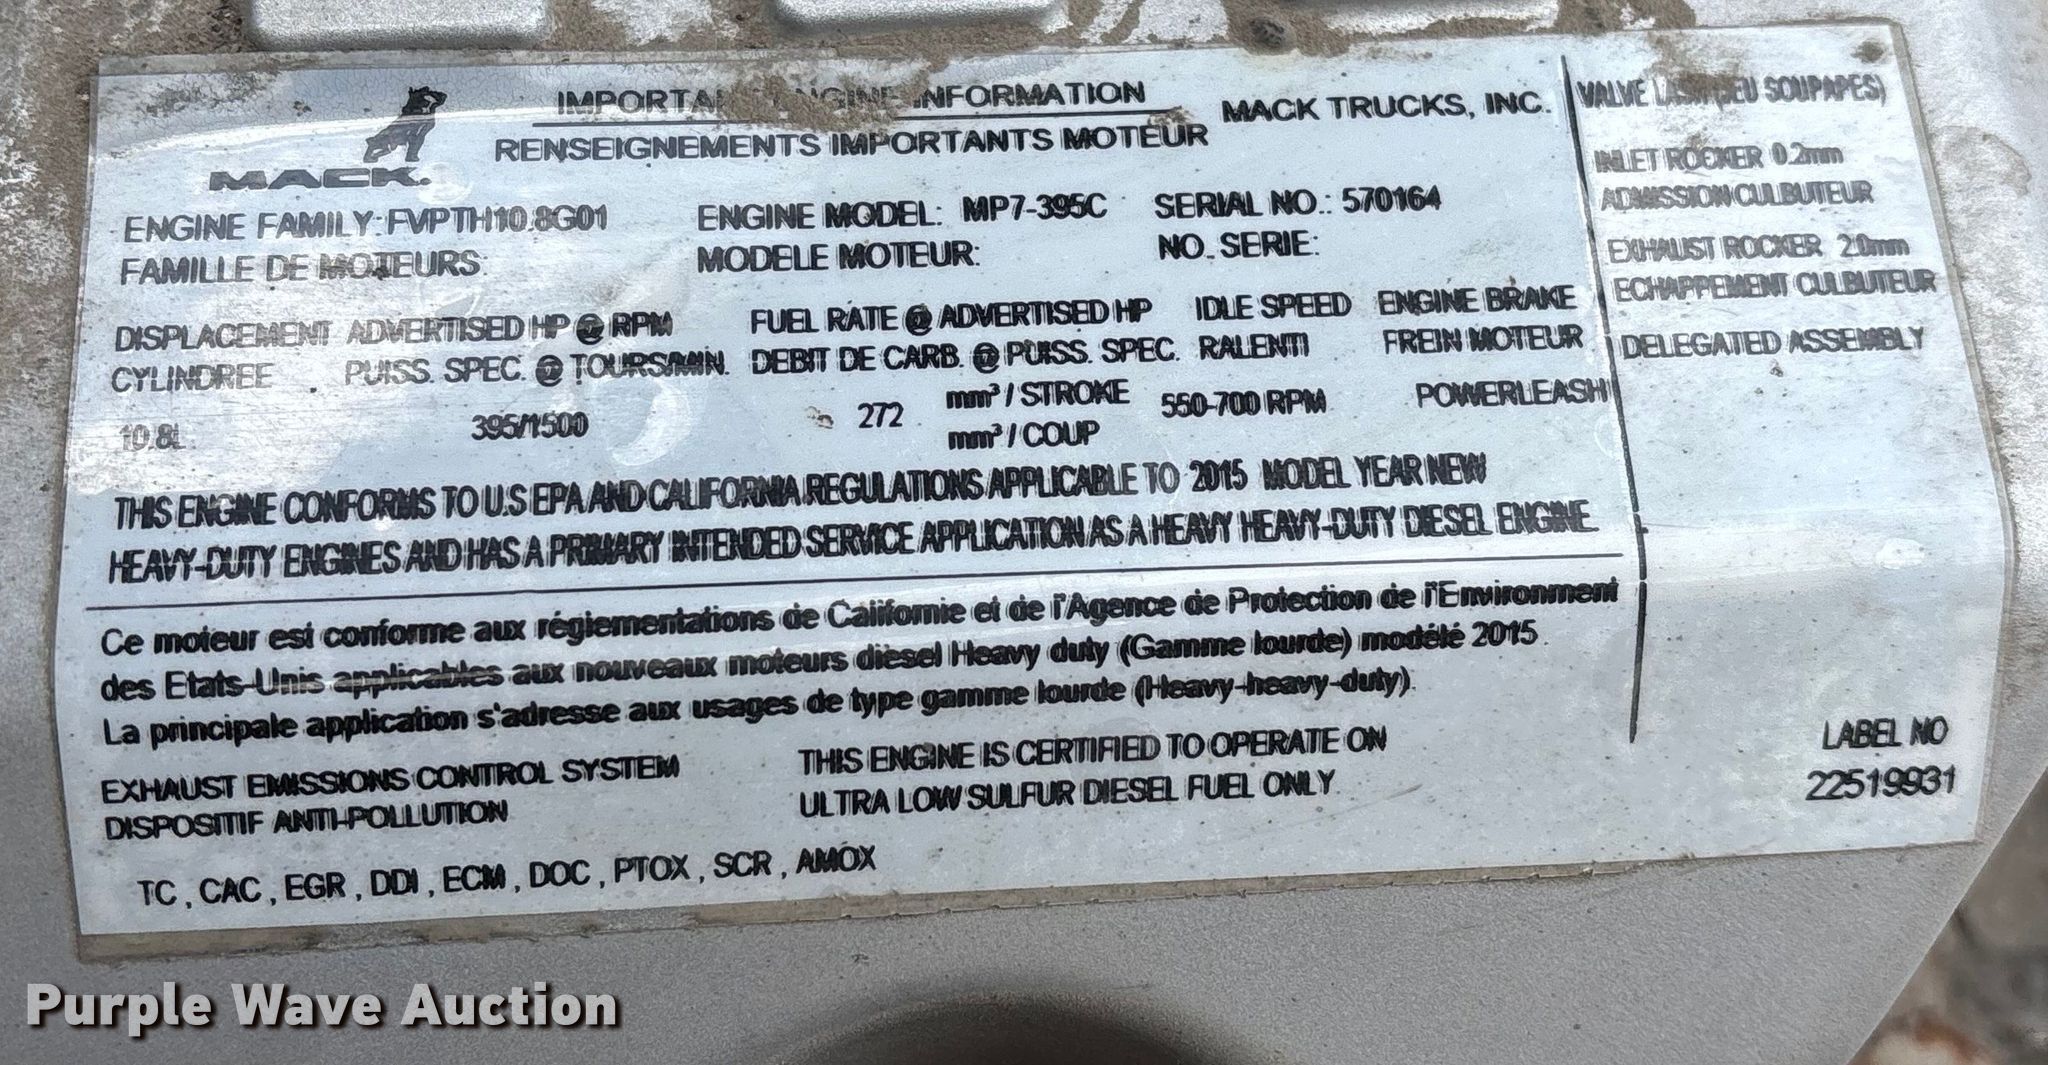 IMPORTANT ENGINE INFORMATION
RENSEIGNEMENTS IMPORTANTS MOTEUR
MACK TRUCKS, INC.
MACK.
ENGINE FAMILY: FVPTH10.8G01 ENGINE MODEL: MP7-395C SERIAL NO.: 570164
FAMILLE DE MOTEURS: MODELE MOTEUR: NO. SERIE:
DISPLACEMENT ADVERTISED HP @ RPM FUEL RATE @ ADVERTISED HP IDLE SPEED ENGINE BRAKE
CYLINDREE PUISS. SPEC. @ TOURS/MIN. DEBIT DE CARB. @ PUISS. SPEC. RALENTI FREIN MOTEUR
10.8L 395/1500 272 mm³ / STROKE 550-700 RPM POWERLEASH
mm³ / COUP
THIS ENGINE CONFORMS TO U.S EPA AND CALIFORNIA REGULATIONS APPLICABLE TO 2015 MODEL YEAR NEW
HEAVY-DUTY ENGINES AND HAS A PRIMARY INTENDED SERVICE APPLICATION AS A HEAVY HEAVY-DUTY DIESEL ENGINE.
Ce moteur est conforme aux réglementations de Californie et de l'Agence de Protection de l'Environment
des Etats-Unis applicables aux nouveaux moteurs diesel Heavy duty (Gamme lourde) modélé 2015.
La principale application s'adresse aux usages de type gamme lourde (Heavy-heavy-duty).
EXHAUST EMISSIONS CONTROL SYSTEM
DISPOSITIF ANTI-POLLUTION
THIS ENGINE IS CERTIFIED TO OPERATE ON
ULTRA LOW SULFUR DIESEL FUEL ONLY.
TC , CAC , EGR , DDI , ECM , DOC , PTOX , SCR , AMOX
VALVE LASH (JEU SOUPAPES)
INLET ROCKER 0.2mm
ADMISSION CULBUTEUR
EXHAUST ROCKER 2.0mm
ECHAPPEMENT CULBUTEUR
DELEGATED ASSEMBLY
LABEL NO
22519931
Purple Wave Auction